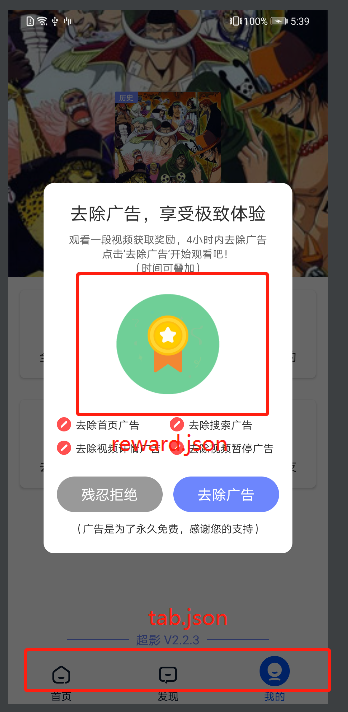 100% 5:39
历史
去除广告，享受极致体验
观看一段视频获取奖励，4小时内去除广告
点击'去除广告'开始观看吧！
（时间可叠加）
去除首页广告 去除搜索广告
reward.json
去除视频详情广告 去除视频暂停广告
残忍拒绝 去除广告
（广告是为了永久免费，感谢您的支持）
tab.json
超影 V2.2.3
首页 发现 我的